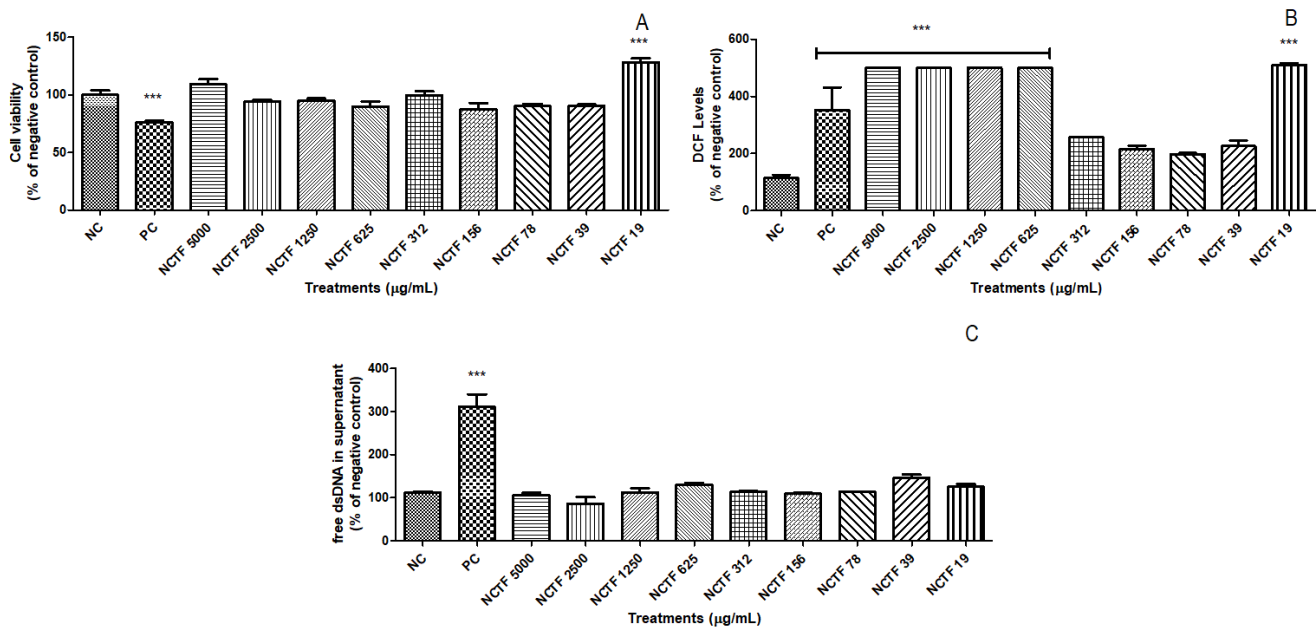 A
Cell viability
(% of negative control)
150
100
50
0
***
***
NC
PC
NCTF 5000
NCTF 2500
NCTF 1250
NCTF 625
NCTF 312
NCTF 156
NCTF 78
NCTF 39
NCTF 19
Treatments (µg/mL)
B
DCF Levels
(% of negative control)
600
400
200
0
***
***
NC
PC
NCTF 5000
NCTF 2500
NCTF 1250
NCTF 625
NCTF 312
NCTF 156
NCTF 78
NCTF 39
NCTF 19
Treatments (µg/mL)
C
free dsDNA in supernatant
(% of negative control)
400
300
200
100
0
***
NC
PC
NCTF 5000
NCTF 2500
NCTF 1250
NCTF 625
NCTF 312
NCTF 156
NCTF 78
NCTF 39
NCTF 19
Treatments (µg/mL)